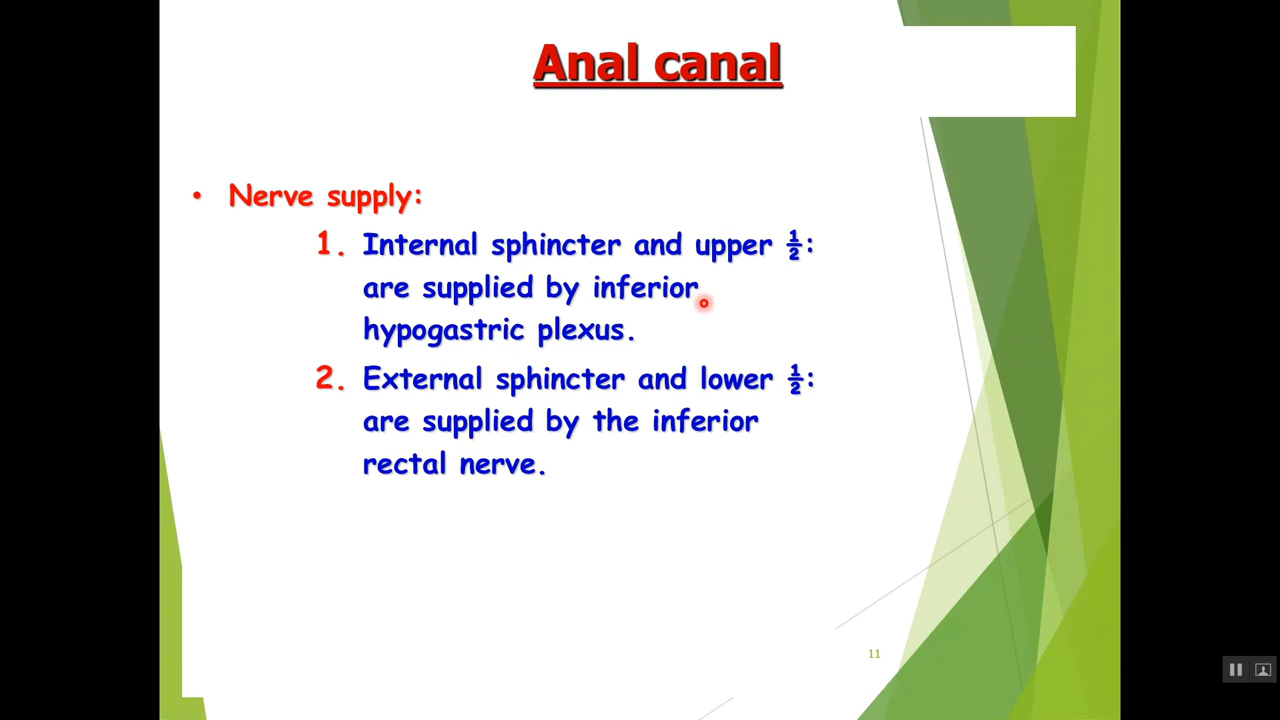 Anal canal
• Nerve supply:
1. Internal sphincter and upper ½:
are supplied by inferior
hypogastric plexus.
2. External sphincter and lower ½:
are supplied by the inferior
rectal nerve.
11